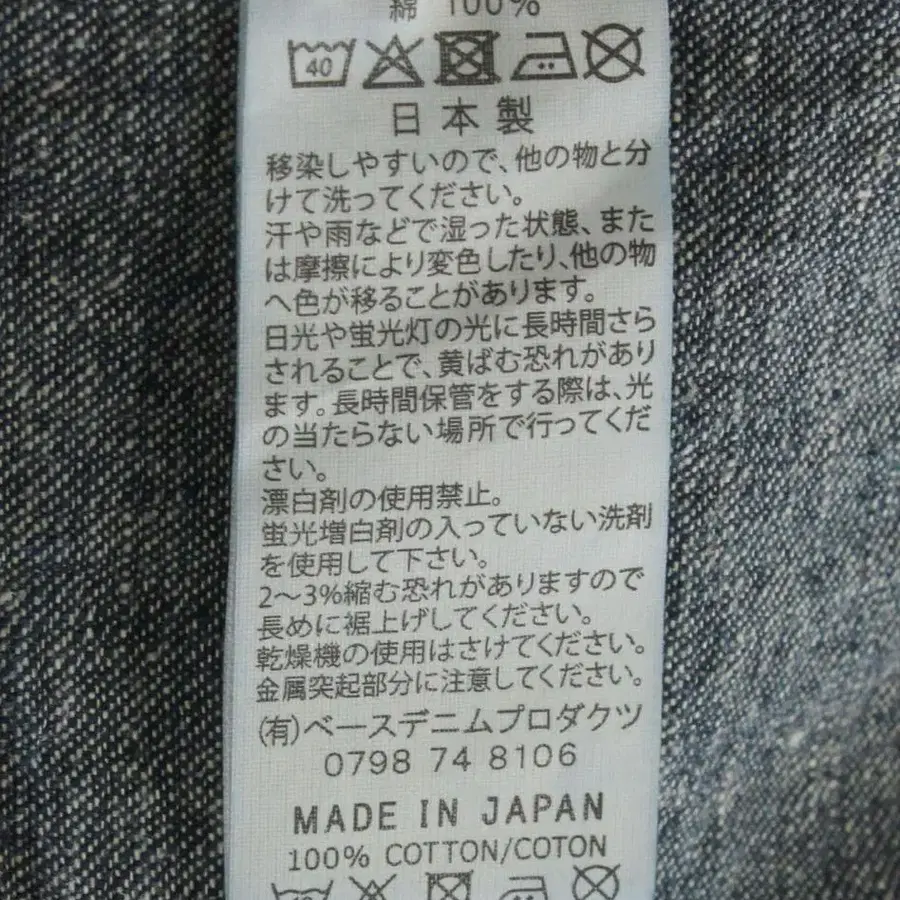 綿 100%
40
日本製
移染しやすいので、他の物と分
けて洗ってください。
汗や雨などで湿った状態、また
は摩擦により変色したり、他の物
へ色が移ることがあります。
日光や蛍光灯の光に長時間さら
されることで、黄ばむ恐れがあり
ます。長時間保管をする際は、光
の当たらない場所で行ってくだ
さい。
漂白剤の使用禁止。
蛍光増白剤の入っていない洗剤
を使用して下さい。
2〜3%縮む恐れがありますので
長めに裾上げしてください。
乾燥機の使用はさけてください。
金属突起部分に注意してください。
(有)ベースデニムプロダクツ
0798 74 8106
MADE IN JAPAN
100% COTTON/COTON
40